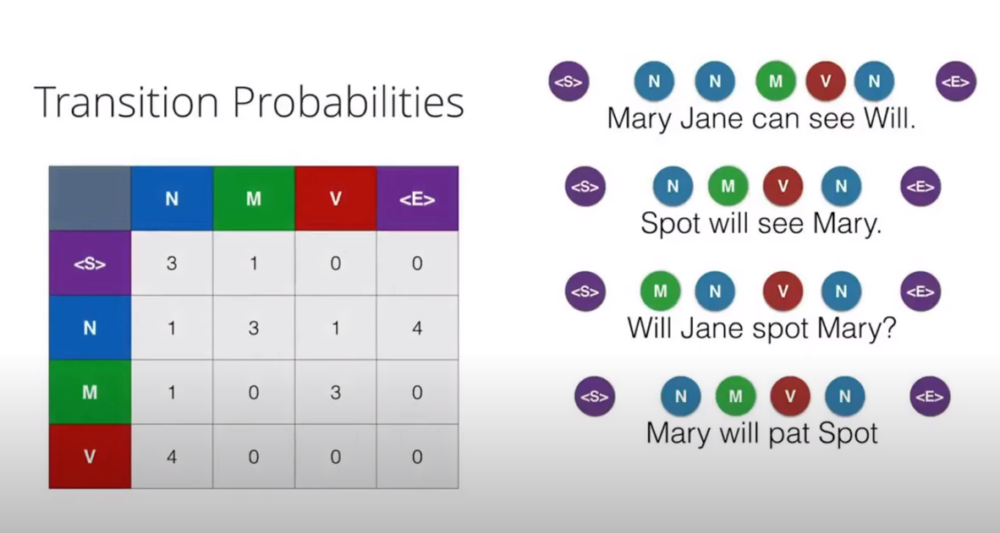 Transition Probabilities
N M V <E>
<S> 3 1 0 0
N 1 3 1 4
M 1 0 3 0
V 4 0 0 0
<S> N N M V N <E>
Mary Jane can see Will.
<S> N M V N <E>
Spot will see Mary.
<S> M N V N <E>
Will Jane spot Mary?
<S> N M V N <E>
Mary will pat Spot